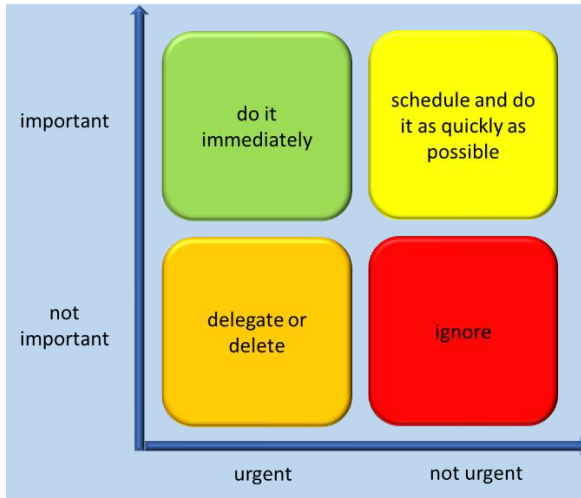 important
do it
immediately
schedule and do
it as quickly as
possible
not
important
delegate or
delete
ignore
urgent
not urgent